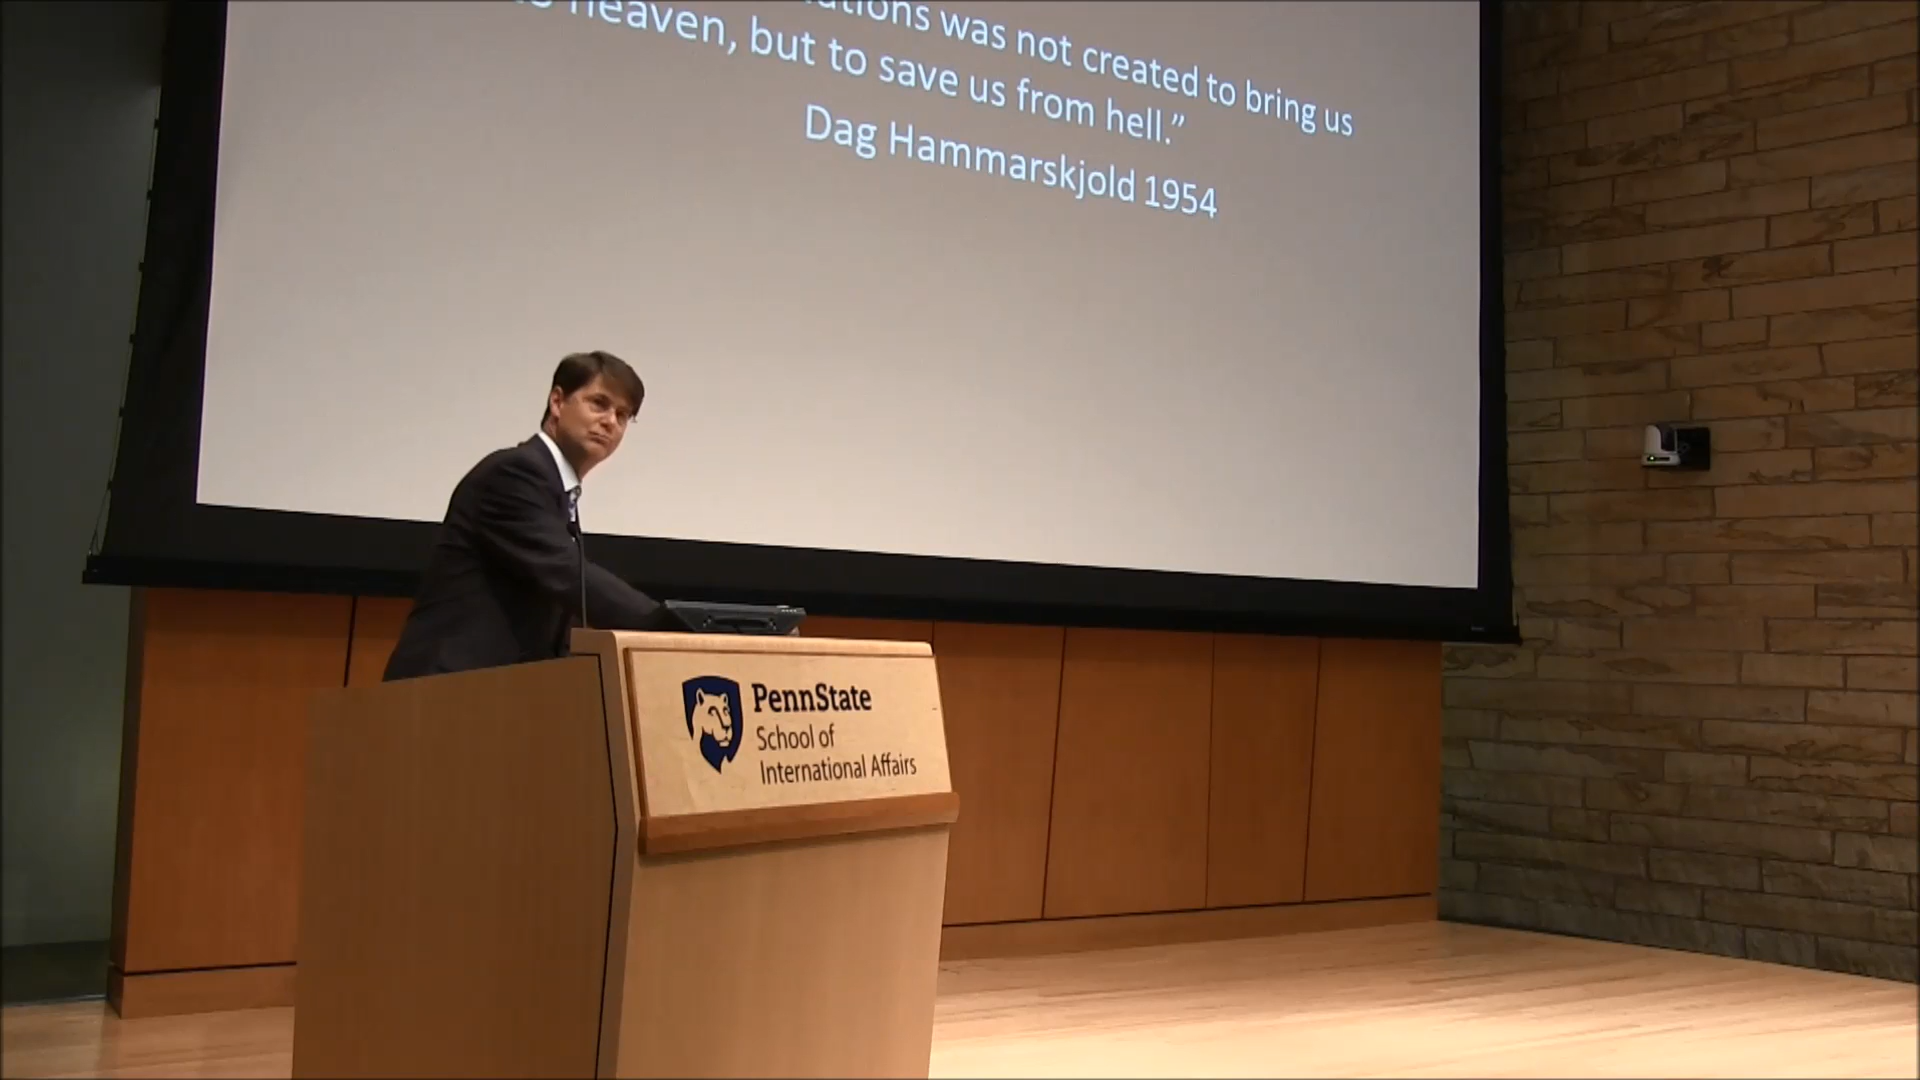 was not created to bring us
heaven, but to save us from hell.”
Dag Hammarskjold 1954
PennState
School of
International Affairs